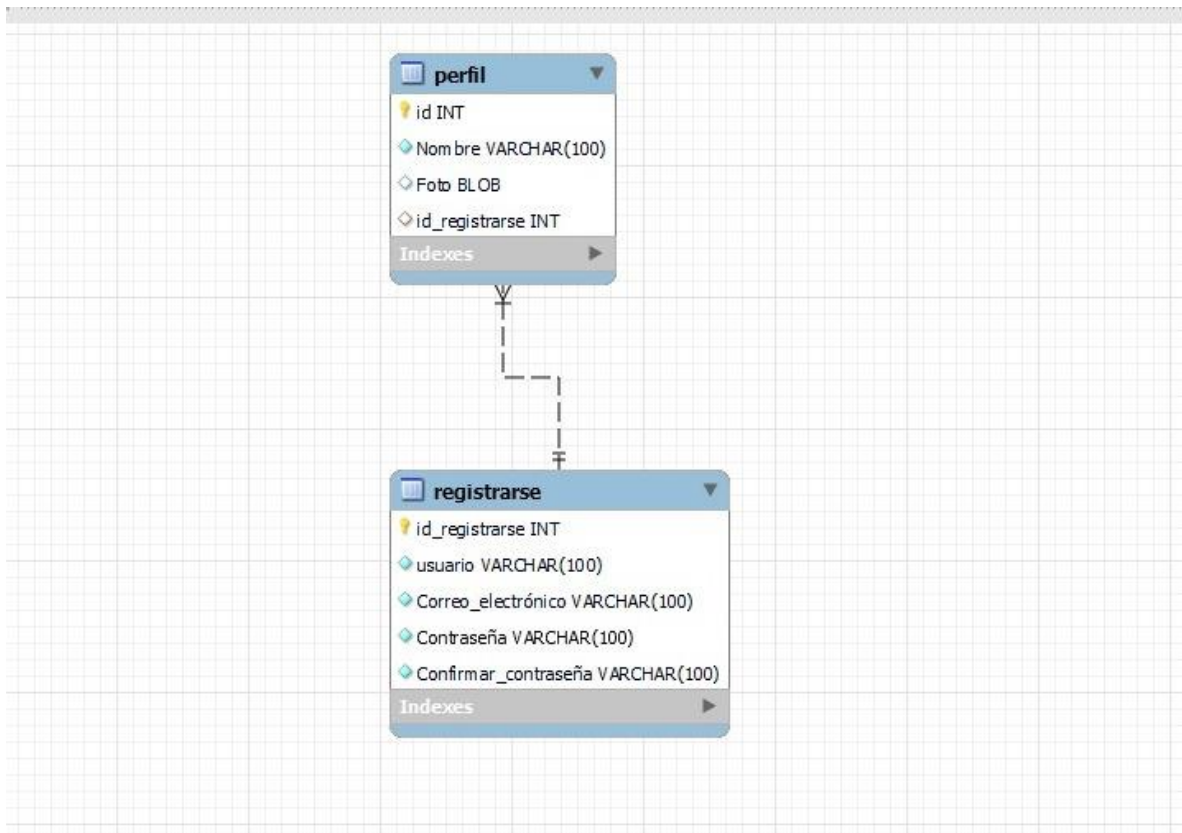 perfil
id INT
Nombre VARCHAR(100)
Foto BLOB
id_registrarse INT
Indexes
registrarse
id_registrarse INT
usuario VARCHAR(100)
Correo_electrónico VARCHAR(100)
Contraseña VARCHAR(100)
Confirmar_contraseña VARCHAR(100)
Indexes